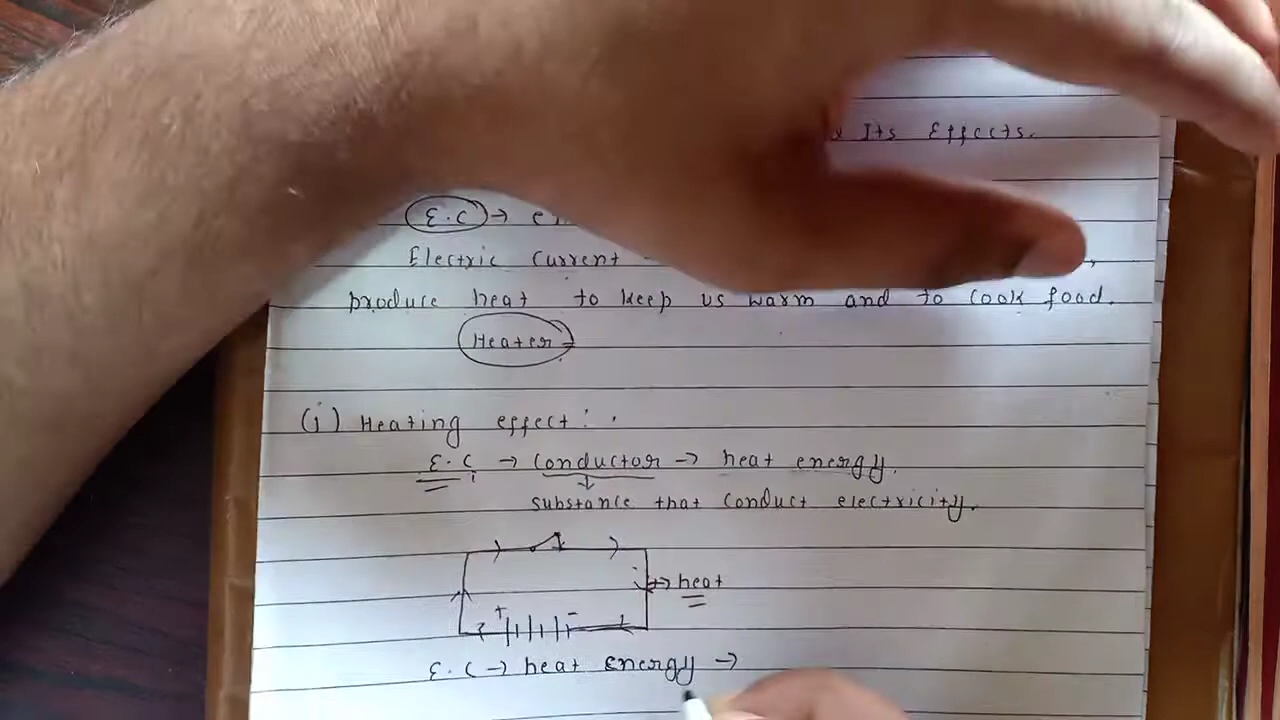 Its Effects.
E.C →
Electric Current
produce heat to keep us warm and to cook food.
Heater
(i) Heating effect:
E.C → Conductor → heat energy.
substance that conduct electricity.
→ heat
+ -
E.C → heat energy →